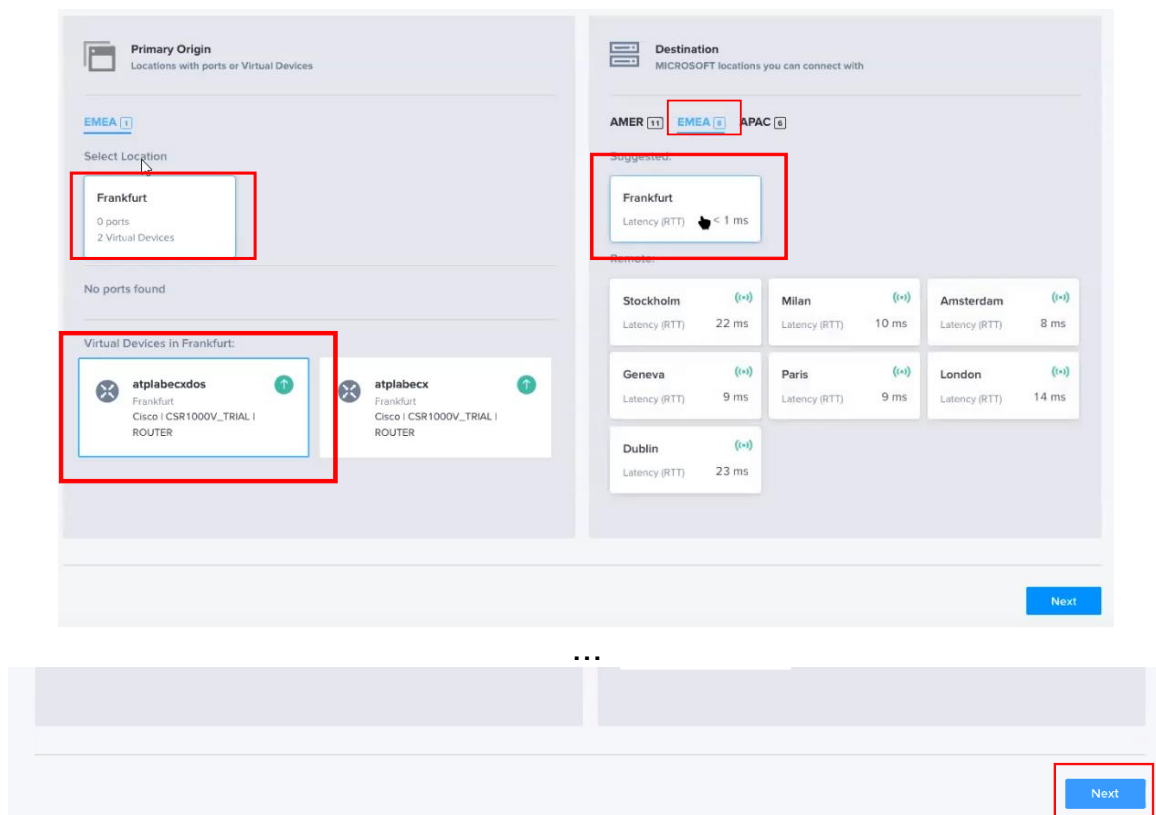 Primary Origin
Locations with ports or Virtual Devices
EMEA 1
Select Location
Frankfurt
0 ports
2 Virtual Devices
No ports found
Virtual Devices in Frankfurt:
atplabecxdos
Frankfurt
Cisco | CSR1000V_TRIAL |
ROUTER
atplabecx
Frankfurt
Cisco | CSR1000V_TRIAL |
ROUTER
Destination
MICROSOFT locations you can connect with
AMER 11 EMEA 8 APAC 6
Suggested:
Frankfurt
Latency (RTT) < 1 ms
Remote:
Stockholm
Latency (RTT) 22 ms
Milan
Latency (RTT) 10 ms
Amsterdam
Latency (RTT) 8 ms
Geneva
Latency (RTT) 9 ms
Paris
Latency (RTT) 9 ms
London
Latency (RTT) 14 ms
Dublin
Latency (RTT) 23 ms
Next
...
Next